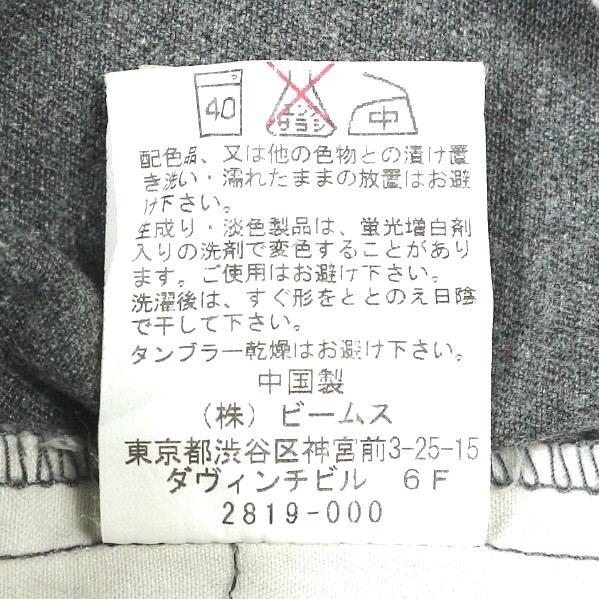 40 エンソサラシ 中
配色品、又は他の色物との漬け置
き洗い・濡れたままの放置はお避
け下さい。
生成り・淡色製品は、蛍光増白剤
入りの洗剤で変色することがあり
ます。ご使用はお避け下さい。
洗濯後は、すぐ形をととのえ日陰
で干して下さい。
タンブラー乾燥はお避け下さい。
中国製
（株）ビームス
東京都渋谷区神宮前3-25-15
ダヴィンチビル 6F
2819-000